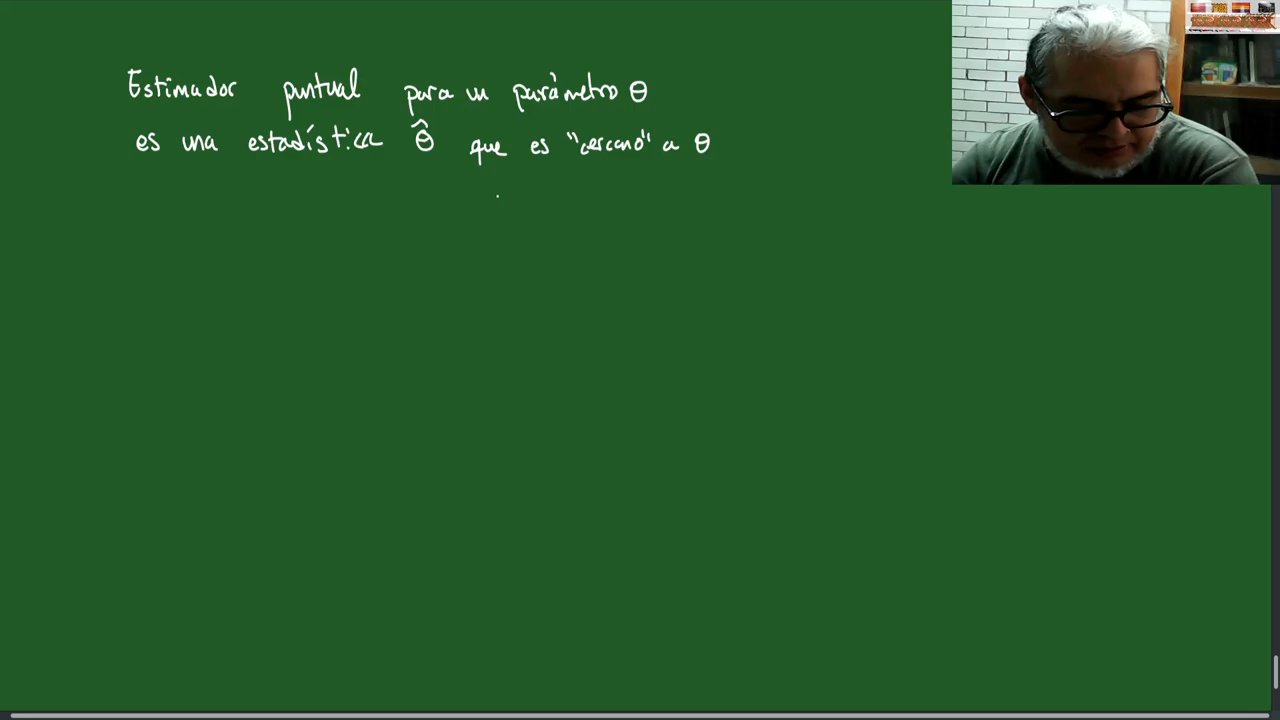 Estimador puntual para un parámetro θ
es una estadística θ̂ que es "cercano" a θ